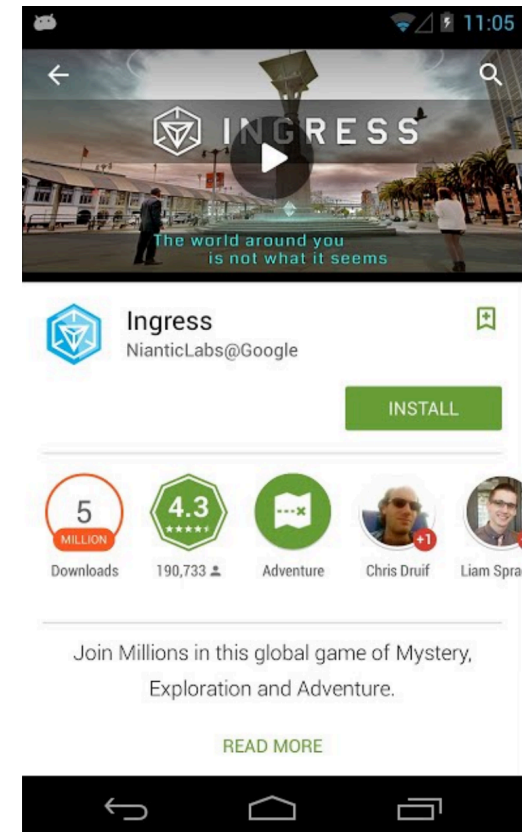 11:05
INGRESS
The world around you
is not what it seems
Ingress
NianticLabs@Google
INSTALL
5
MILLION
Downloads
4.3
190,733
Adventure
+1
Chris Druif
Liam Spra
Join Millions in this global game of Mystery,
Exploration and Adventure.
READ MORE